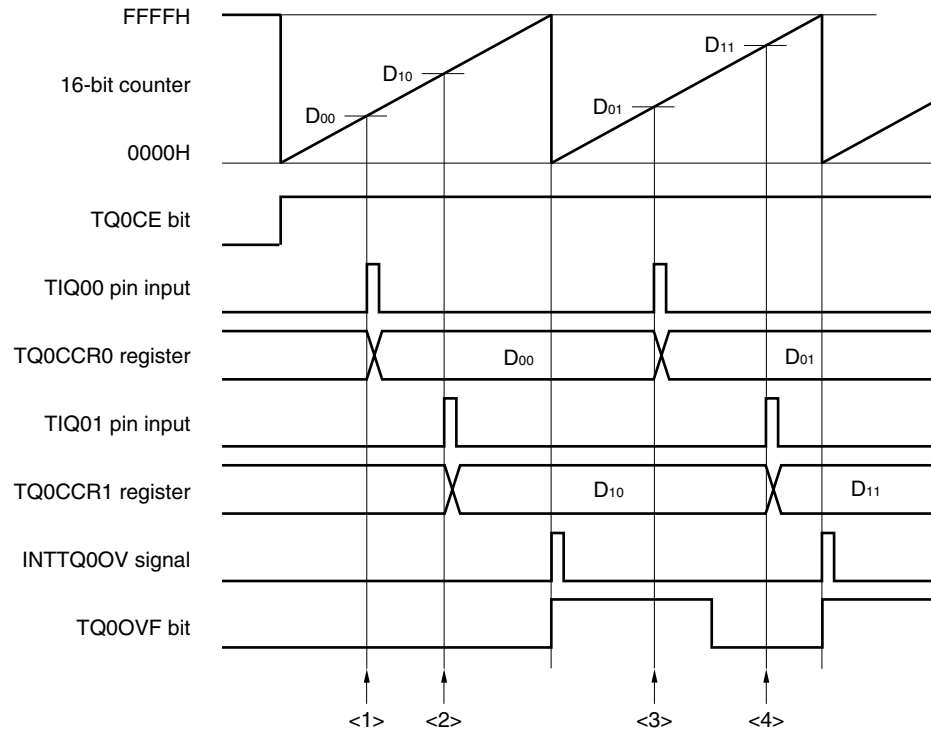 FFFFH
D11
D10
16-bit counter
D00
D01
0000H
TQ0CE bit
TIQ00 pin input
TQ0CCR0 register
D00
D01
TIQ01 pin input
TQ0CCR1 register
D10
D11
INTTQ0OV signal
TQ0OVF bit
<1>
<2>
<3>
<4>